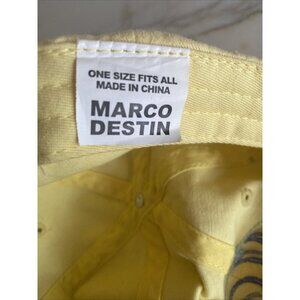 ONE SIZE FITS ALL
MADE IN CHINA
MARCO
DESTIN